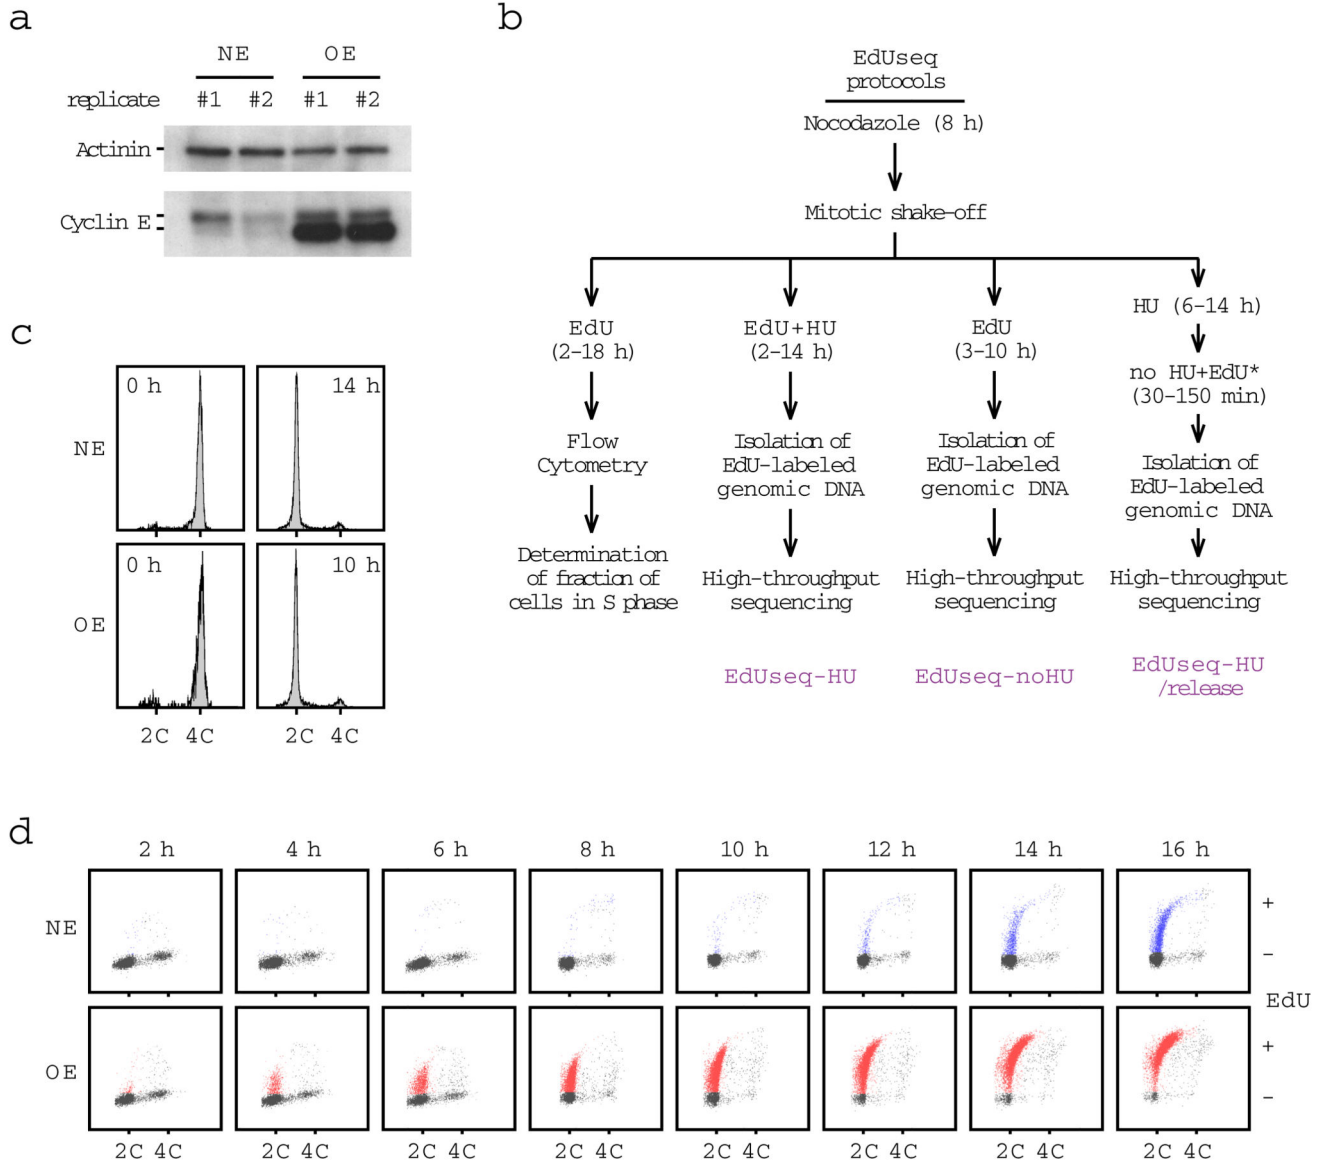 a
NE OE
replicate #1 #2 #1 #2
Actinin
Cyclin E
b
EdUseq
protocols
Nocodazole (8 h)
Mitotic shake-off
EdU
(2-18 h)
Flow
Cytometry
Determination
of fraction of
cells in S phase
EdU+HU
(2-14 h)
Isolation of
EdU-labeled
genomic DNA
High-throughput
sequencing
EdUseq-HU
EdU
(3-10 h)
Isolation of
EdU-labeled
genomic DNA
High-throughput
sequencing
EdUseq-noHU
HU (6-14 h)
no HU+EdU*
(30-150 min)
Isolation of
EdU-labeled
genomic DNA
High-throughput
sequencing
EdUseq-HU
/release
c
NE 0 h 14 h
OE 0 h 10 h
2C 4C 2C 4C
d
2 h 4 h 6 h 8 h 10 h 12 h 14 h 16 h
NE + −
EdU
OE + −
2C 4C 2C 4C 2C 4C 2C 4C 2C 4C 2C 4C 2C 4C 2C 4C